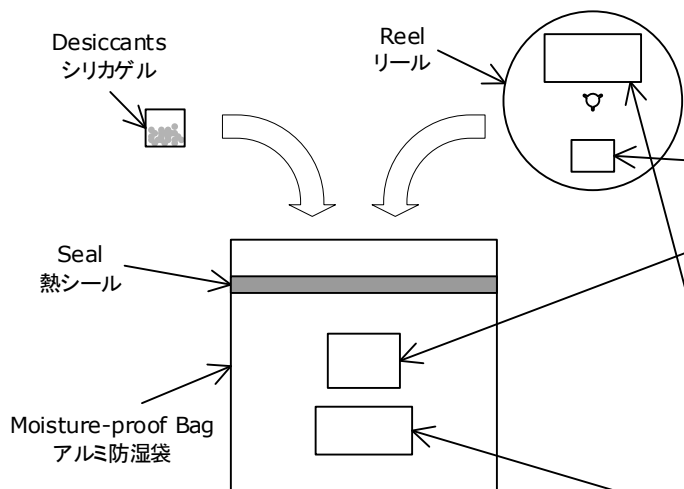 Desiccants
シリカゲル
Reel
リール
Seal
熱シール
Moisture-proof Bag
アルミ防湿袋